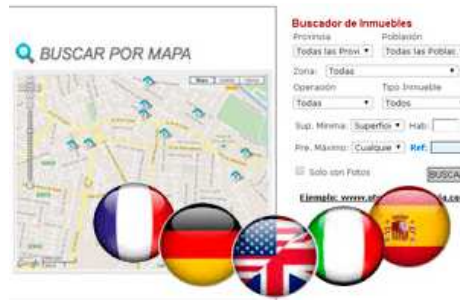 BUSCAR POR MAPA
Buscador de Inmuebles
Provincia Población
Todas las Provi Todas las Poblac
Zona: Todas
Operación Tipo Inmueble
Todas Todos
Sup. Mínima: Superfici Hab:
Pre. Máximo: Cualquie Ref:
Solo con Fotos BUSCA
Ejemplo: